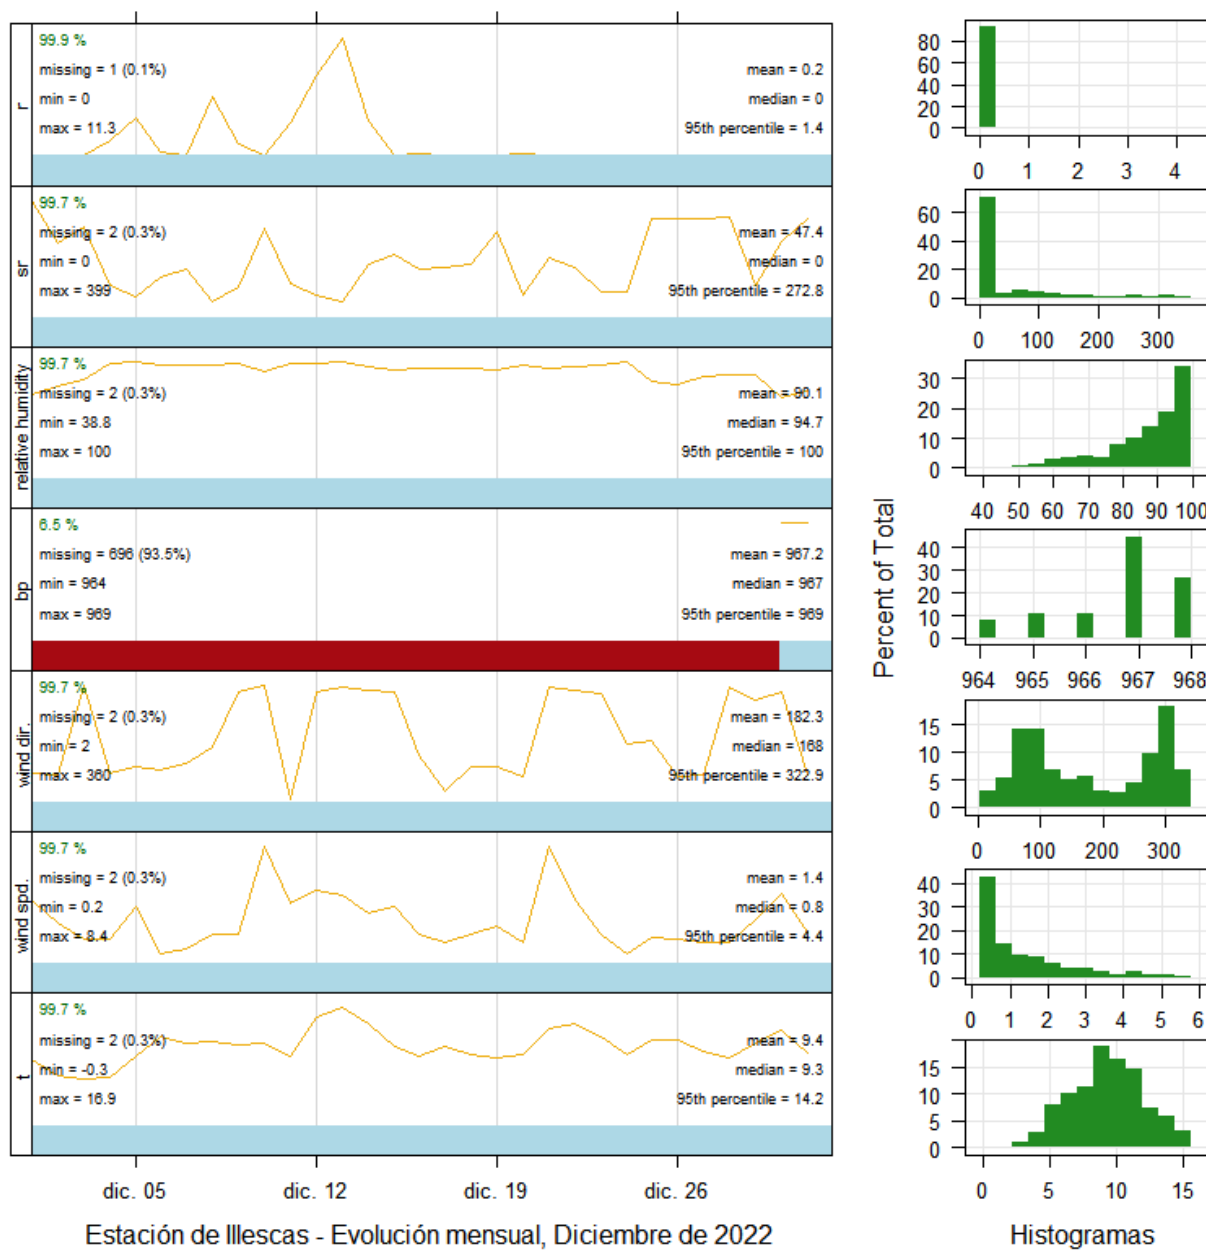 r
99.9 %
missing = 1 (0.1%)
min = 0
max = 11.3
mean = 0.2
median = 0
95th percentile = 1.4
sr
99.7 %
missing = 2 (0.3%)
min = 0
max = 399
mean = 47.4
median = 0
95th percentile = 272.8
relative humidity
99.7 %
missing = 2 (0.3%)
min = 38.8
max = 100
mean = 90.1
median = 94.7
95th percentile = 100
bp
6.5 %
missing = 696 (93.5%)
min = 964
max = 969
mean = 967.2
median = 967
95th percentile = 969
wind dir.
99.7 %
missing = 2 (0.3%)
min = 2
max = 360
mean = 182.3
median = 168
95th percentile = 322.9
wind spd.
99.7 %
missing = 2 (0.3%)
min = 0.2
max = 8.4
mean = 1.4
median = 0.8
95th percentile = 4.4
t
99.7 %
missing = 2 (0.3%)
min = -0.3
max = 16.9
mean = 9.4
median = 9.3
95th percentile = 14.2
dic. 05 dic. 12 dic. 19 dic. 26
Estación de Illescas - Evolución mensual, Diciembre de 2022
Percent of Total
80
60
40
20
0
0 1 2 3 4
60
40
20
0
0 100 200 300
30
20
10
0
40 50 60 70 80 90 100
40
30
20
10
0
964 965 966 967 968
15
10
5
0
0 100 200 300
40
30
20
10
0
0 1 2 3 4 5 6
15
10
5
0
0 5 10 15
Histogramas